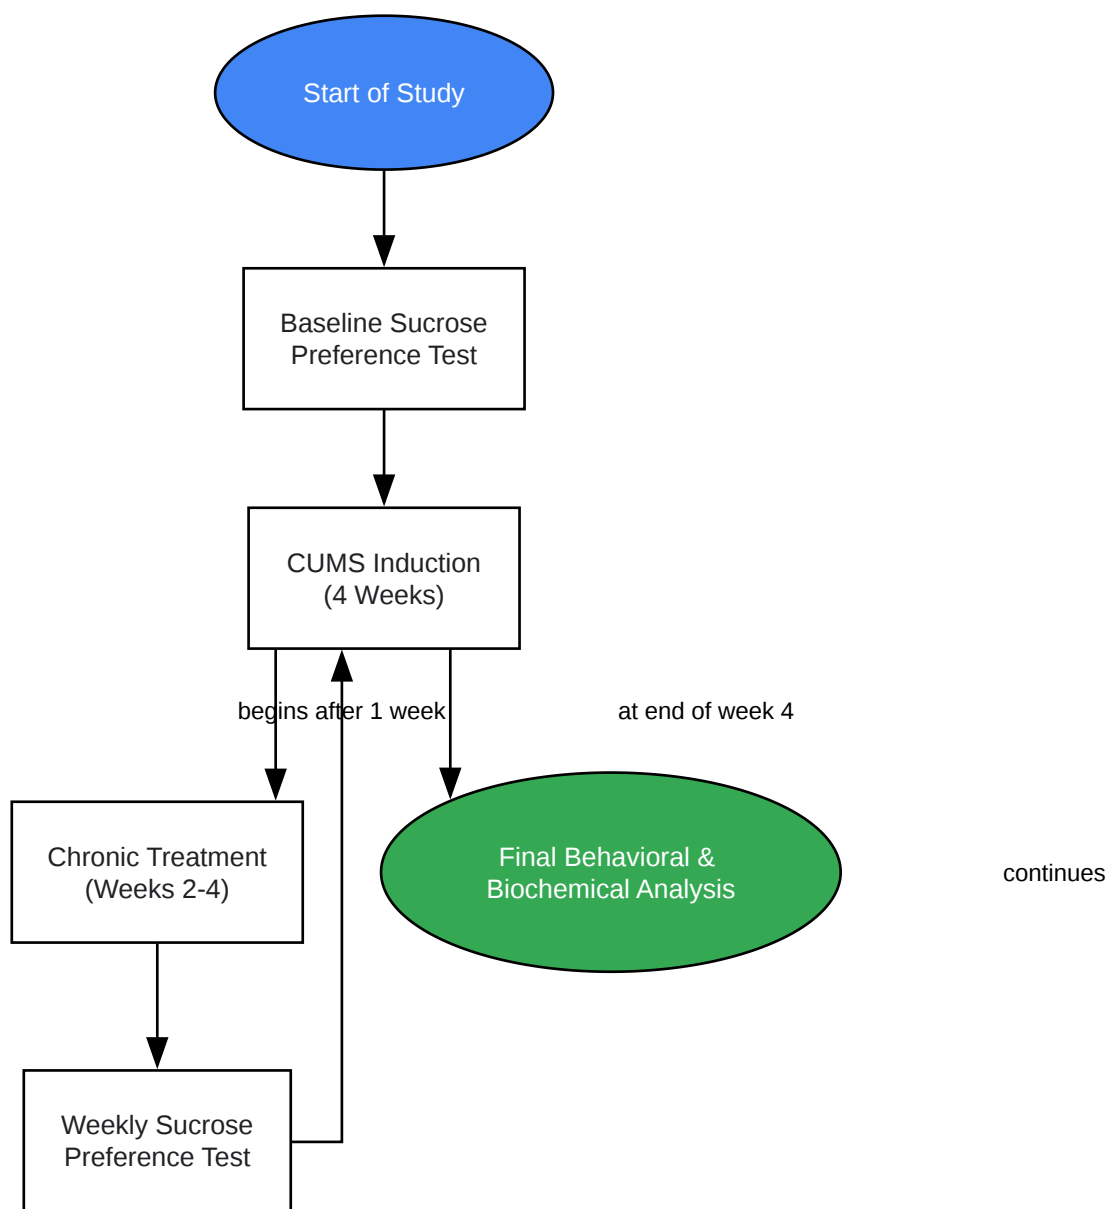 Start of Study
Baseline Sucrose
Preference Test
CUMS Induction
(4 Weeks)
begins after 1 week
at end of week 4
Chronic Treatment
(Weeks 2-4)
Final Behavioral &
Biochemical Analysis
continues
Weekly Sucrose
Preference Test